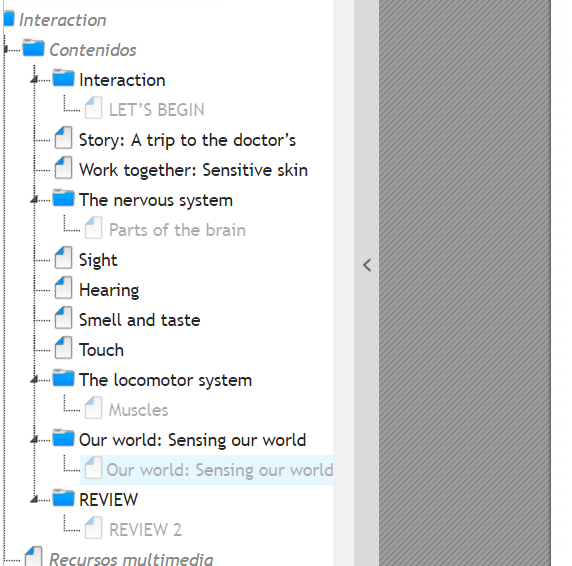 Interaction
Contenidos
Interaction
LET’S BEGIN
Story: A trip to the doctor’s
Work together: Sensitive skin
The nervous system
Parts of the brain
Sight
Hearing
Smell and taste
Touch
The locomotor system
Muscles
Our world: Sensing our world
Our world: Sensing our world
REVIEW
REVIEW 2
Recursos multimedia